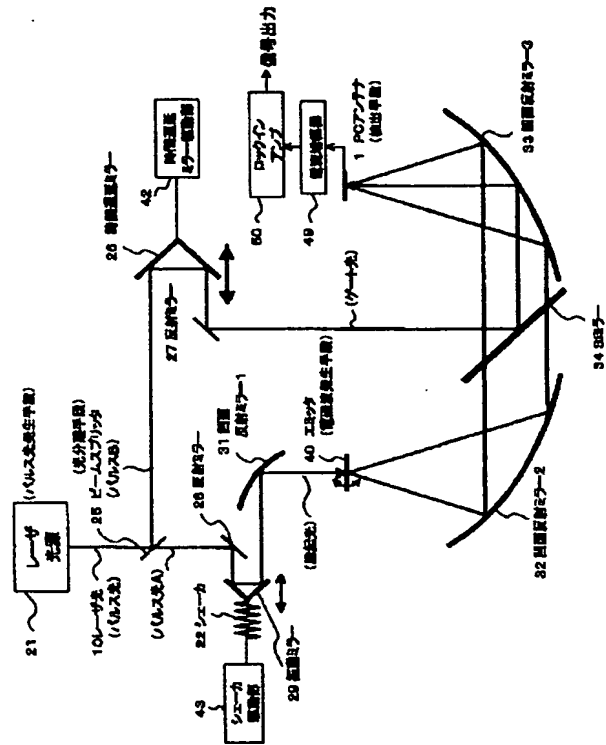 レーザ
光源
21
(パルス光発生手段)
10レーザ光
(パルス光)
25 ビームスプリッタ
(光分離手段)
(パルス光B)
(パルス光A)
26 時間遅延ミラー
42
時間遅延
ミラー駆動部
27 反射ミラー
28 反射ミラー
22 シェーカ
43
シェーカ
駆動部
29 振動ミラー
31 凹面
反射ミラー1
(励起光)
40 エミッタ
(電磁波発生手段)
(ゲート光)
信号出力
ロックイン
アンプ
50
電流増幅器
49
1 PCアンテナ
(検出手段)
32 凹面反射ミラー2
33 凹面反射ミラー3
34